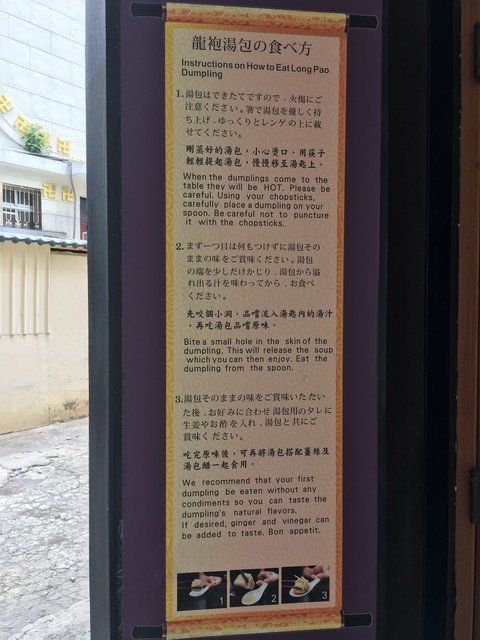 龍袍湯包の食べ方
Instructions on How to Eat Long Pao
Dumpling
1.湯包はできたてですので、火傷にご
注意ください。箸で湯包を優しく持
ち上げ、ゆっくりとレンゲの上に載
せてください。
剛蒸好的湯包，小心燙口，用筷子
輕輕提起湯包，慢慢移至湯匙上。
When the dumplings come to the
table they will be HOT. Please be
careful. Using your chopsticks,
carefully place a dumpling on your
spoon. Be careful not to puncture
it with the chopsticks.
2.まず一つ目は何もつけずに湯包その
ままの味をご賞味ください。湯包
の端を少しだけかじり、湯包から溢
れ出る汁を味わってから、お食べ
ください。
先咬個小洞，品嚐流入湯匙內的湯汁
，再吃湯包品嚐原味。
Bite a small hole in the skin of the
dumpling. This will release the soup
which you can then enjoy. Eat the
dumpling from the spoon.
3.湯包そのままの味をご賞味いただい
た後、お好みに合わせ湯包用のタレに
生姜やお酢を入れ、湯包と共にご
賞味ください。
吃完原味後，可再將湯包搭配薑絲及
湯包醋一起食用。
We recommend that your first
dumpling be eaten without any
condiments so you can taste the
dumpling's natural flavors.
If desired, ginger and vinegar can
be added to taste. Bon appetit.
1 2 3